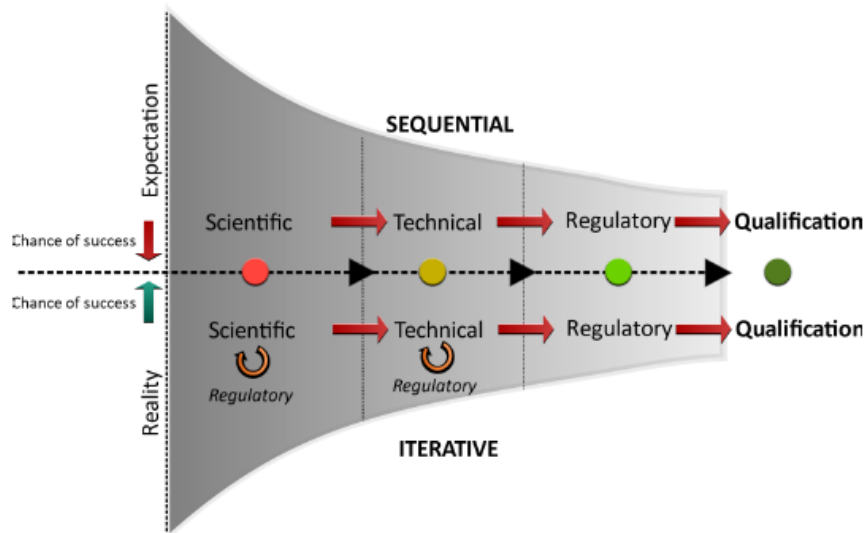 Expectation
SEQUENTIAL
Scientific
Technical
Regulatory
Qualification
Chance of success
Chance of success
Scientific
Technical
Regulatory
Qualification
Regulatory
Regulatory
Reality
ITERATIVE